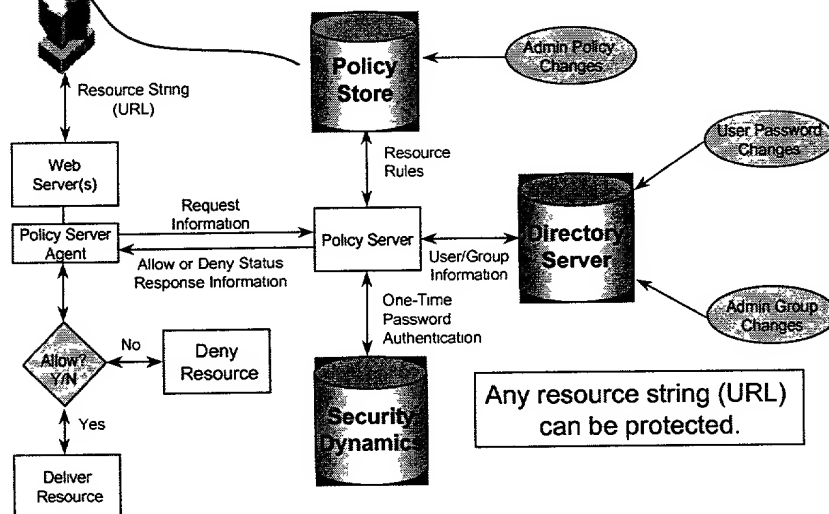 Policy
Store
Admin Policy
Changes
Resource String
(URL)
User Password
Changes
Web
Server(s)
Resource
Rules
Request
Information
Policy Server
Agent
Policy Server
Directory
Server
Allow or Deny Status
Response Information
User/Group
Information
One-Time
Password
Authentication
Admin Group
Changes
Allow?
Y/N
No
Deny
Resource
Security
Dynamics
Any resource string (URL)
can be protected.
Yes
Deliver
Resource